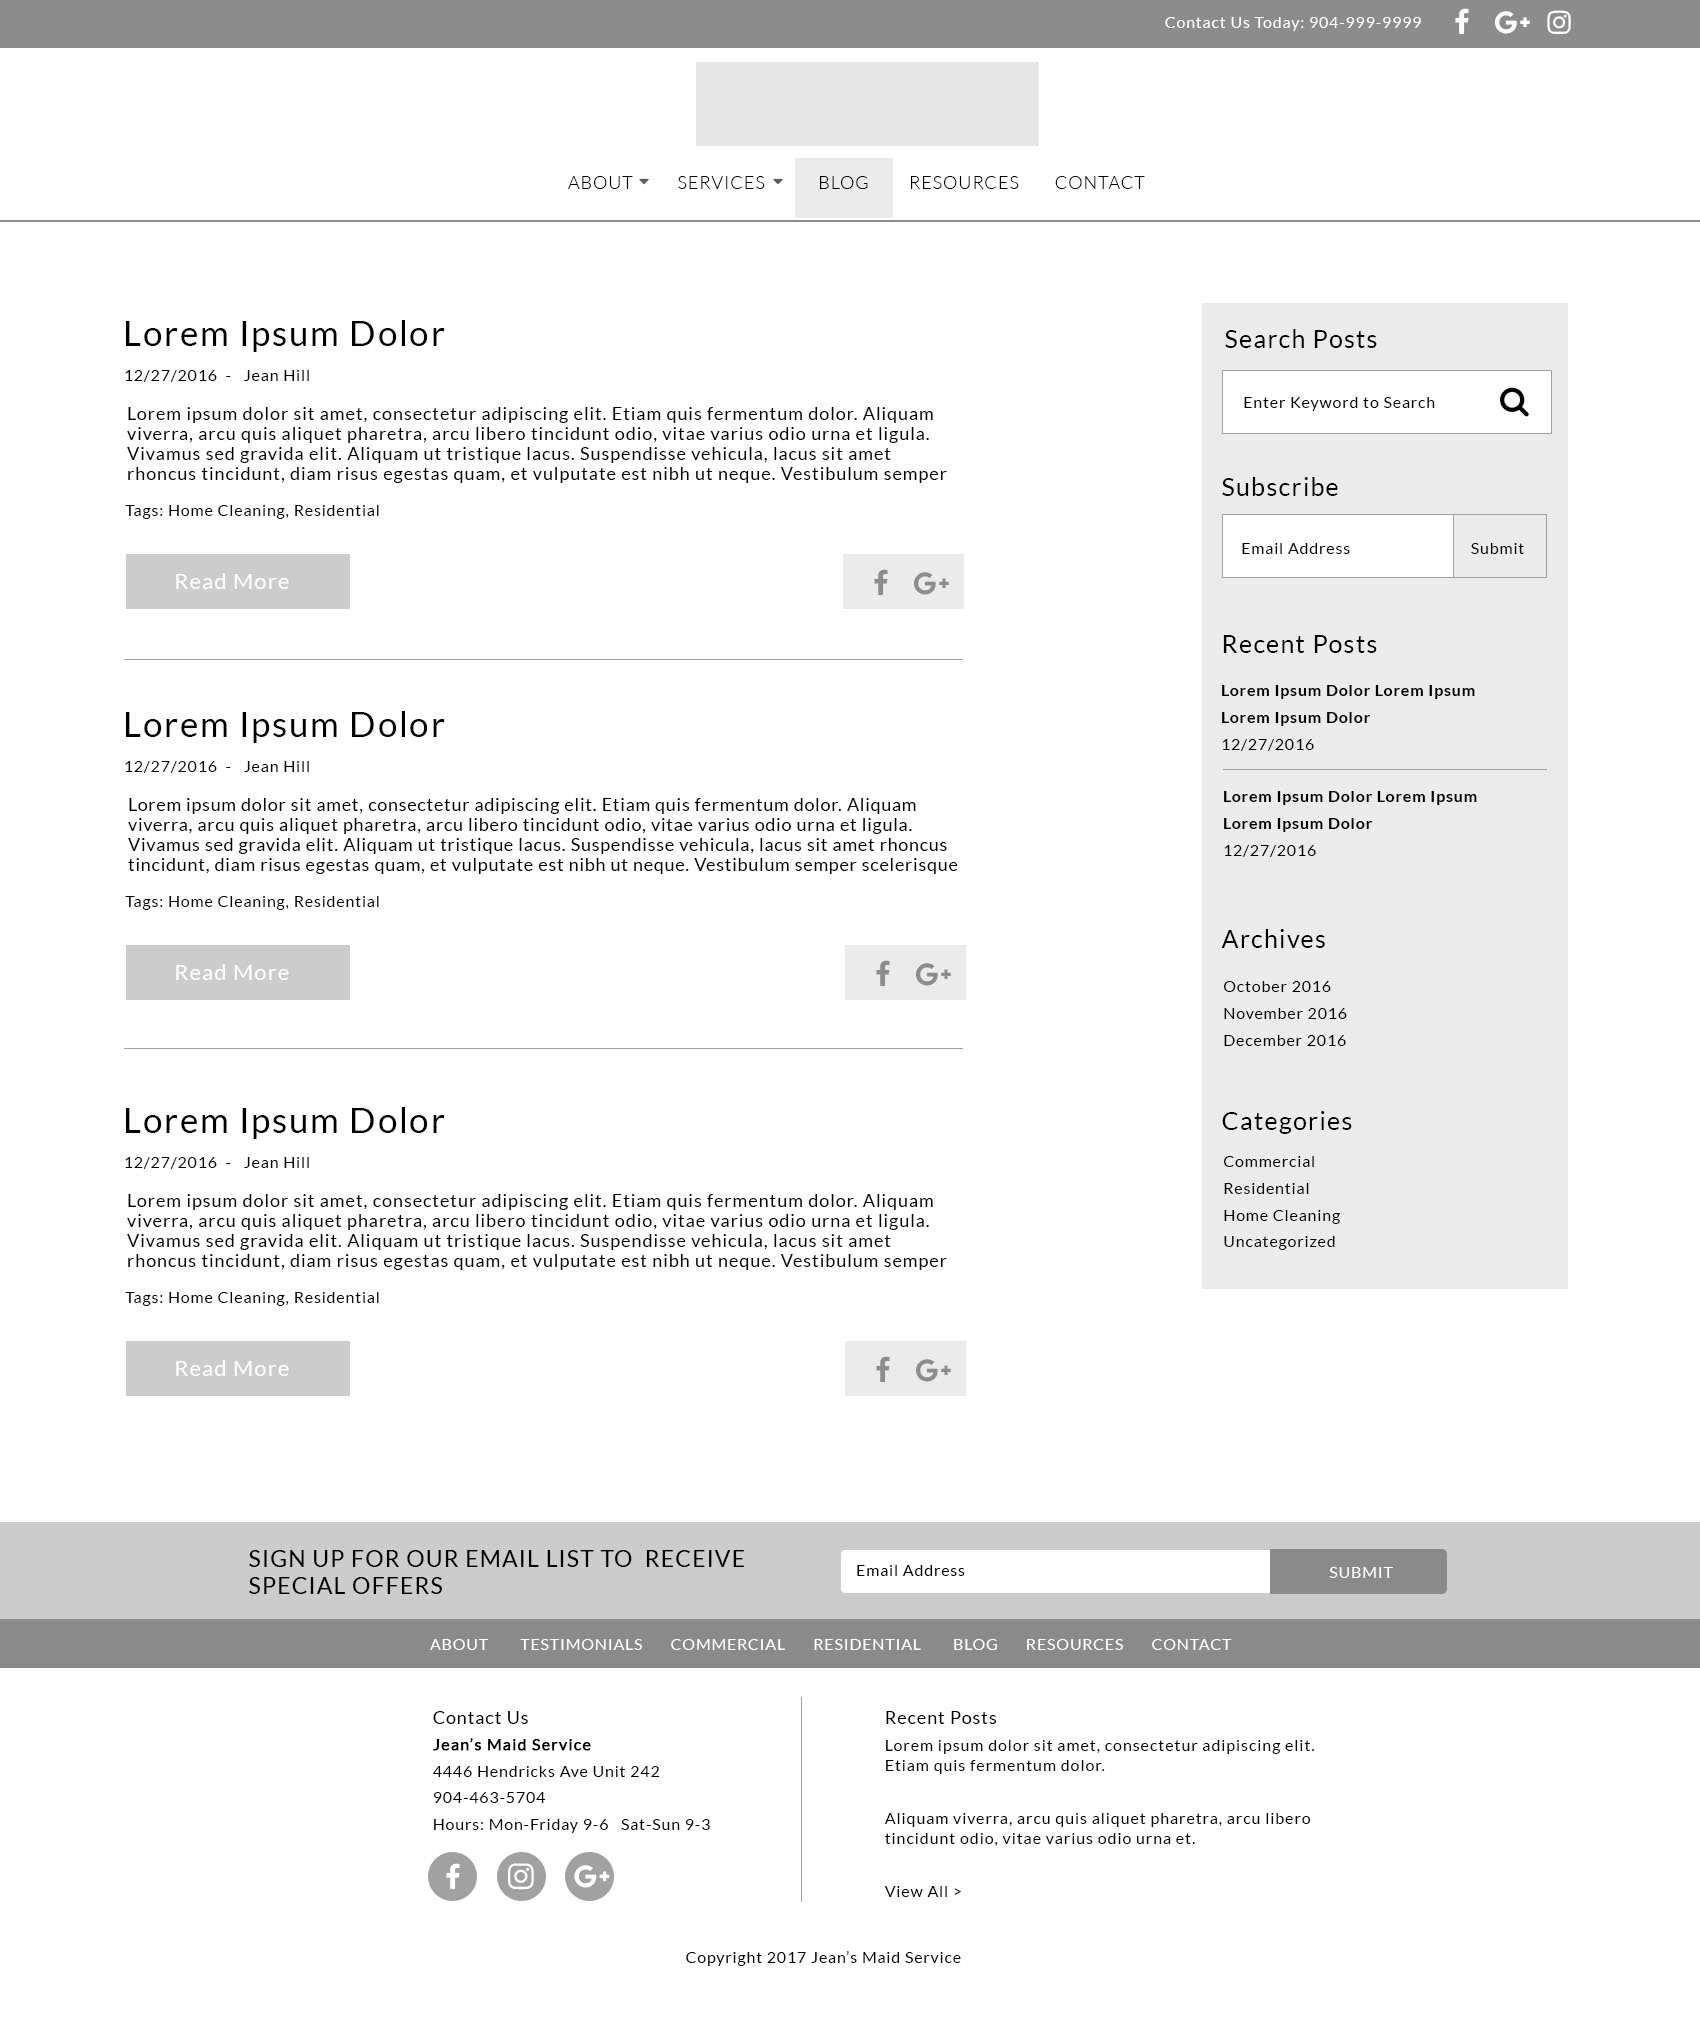 Contact Us Today: 904-999-9999
ABOUT SERVICES BLOG RESOURCES CONTACT
Lorem Ipsum Dolor
12/27/2016 - Jean Hill
Lorem ipsum dolor sit amet, consectetur adipiscing elit. Etiam quis fermentum dolor. Aliquam
viverra, arcu quis aliquet pharetra, arcu libero tincidunt odio, vitae varius odio urna et ligula.
Vivamus sed gravida elit. Aliquam ut tristique lacus. Suspendisse vehicula, lacus sit amet
rhoncus tincidunt, diam risus egestas quam, et vulputate est nibh ut neque. Vestibulum semper
Tags: Home Cleaning, Residential
Read More
Lorem Ipsum Dolor
12/27/2016 - Jean Hill
Lorem ipsum dolor sit amet, consectetur adipiscing elit. Etiam quis fermentum dolor. Aliquam
viverra, arcu quis aliquet pharetra, arcu libero tincidunt odio, vitae varius odio urna et ligula.
Vivamus sed gravida elit. Aliquam ut tristique lacus. Suspendisse vehicula, lacus sit amet rhoncus
tincidunt, diam risus egestas quam, et vulputate est nibh ut neque. Vestibulum semper scelerisque
Tags: Home Cleaning, Residential
Read More
Lorem Ipsum Dolor
12/27/2016 - Jean Hill
Lorem ipsum dolor sit amet, consectetur adipiscing elit. Etiam quis fermentum dolor. Aliquam
viverra, arcu quis aliquet pharetra, arcu libero tincidunt odio, vitae varius odio urna et ligula.
Vivamus sed gravida elit. Aliquam ut tristique lacus. Suspendisse vehicula, lacus sit amet
rhoncus tincidunt, diam risus egestas quam, et vulputate est nibh ut neque. Vestibulum semper
Tags: Home Cleaning, Residential
Read More
Search Posts
Enter Keyword to Search
Subscribe
Email Address Submit
Recent Posts
Lorem Ipsum Dolor Lorem Ipsum
Lorem Ipsum Dolor
12/27/2016
Lorem Ipsum Dolor Lorem Ipsum
Lorem Ipsum Dolor
12/27/2016
Archives
October 2016
November 2016
December 2016
Categories
Commercial
Residential
Home Cleaning
Uncategorized
SIGN UP FOR OUR EMAIL LIST TO RECEIVE
SPECIAL OFFERS
Email Address SUBMIT
ABOUT TESTIMONIALS COMMERCIAL RESIDENTIAL BLOG RESOURCES CONTACT
Contact Us
Jean’s Maid Service
4446 Hendricks Ave Unit 242
904-463-5704
Hours: Mon-Friday 9-6 Sat-Sun 9-3
Recent Posts
Lorem ipsum dolor sit amet, consectetur adipiscing elit.
Etiam quis fermentum dolor.
Aliquam viverra, arcu quis aliquet pharetra, arcu libero
tincidunt odio, vitae varius odio urna et.
View All >
Copyright 2017 Jean’s Maid Service